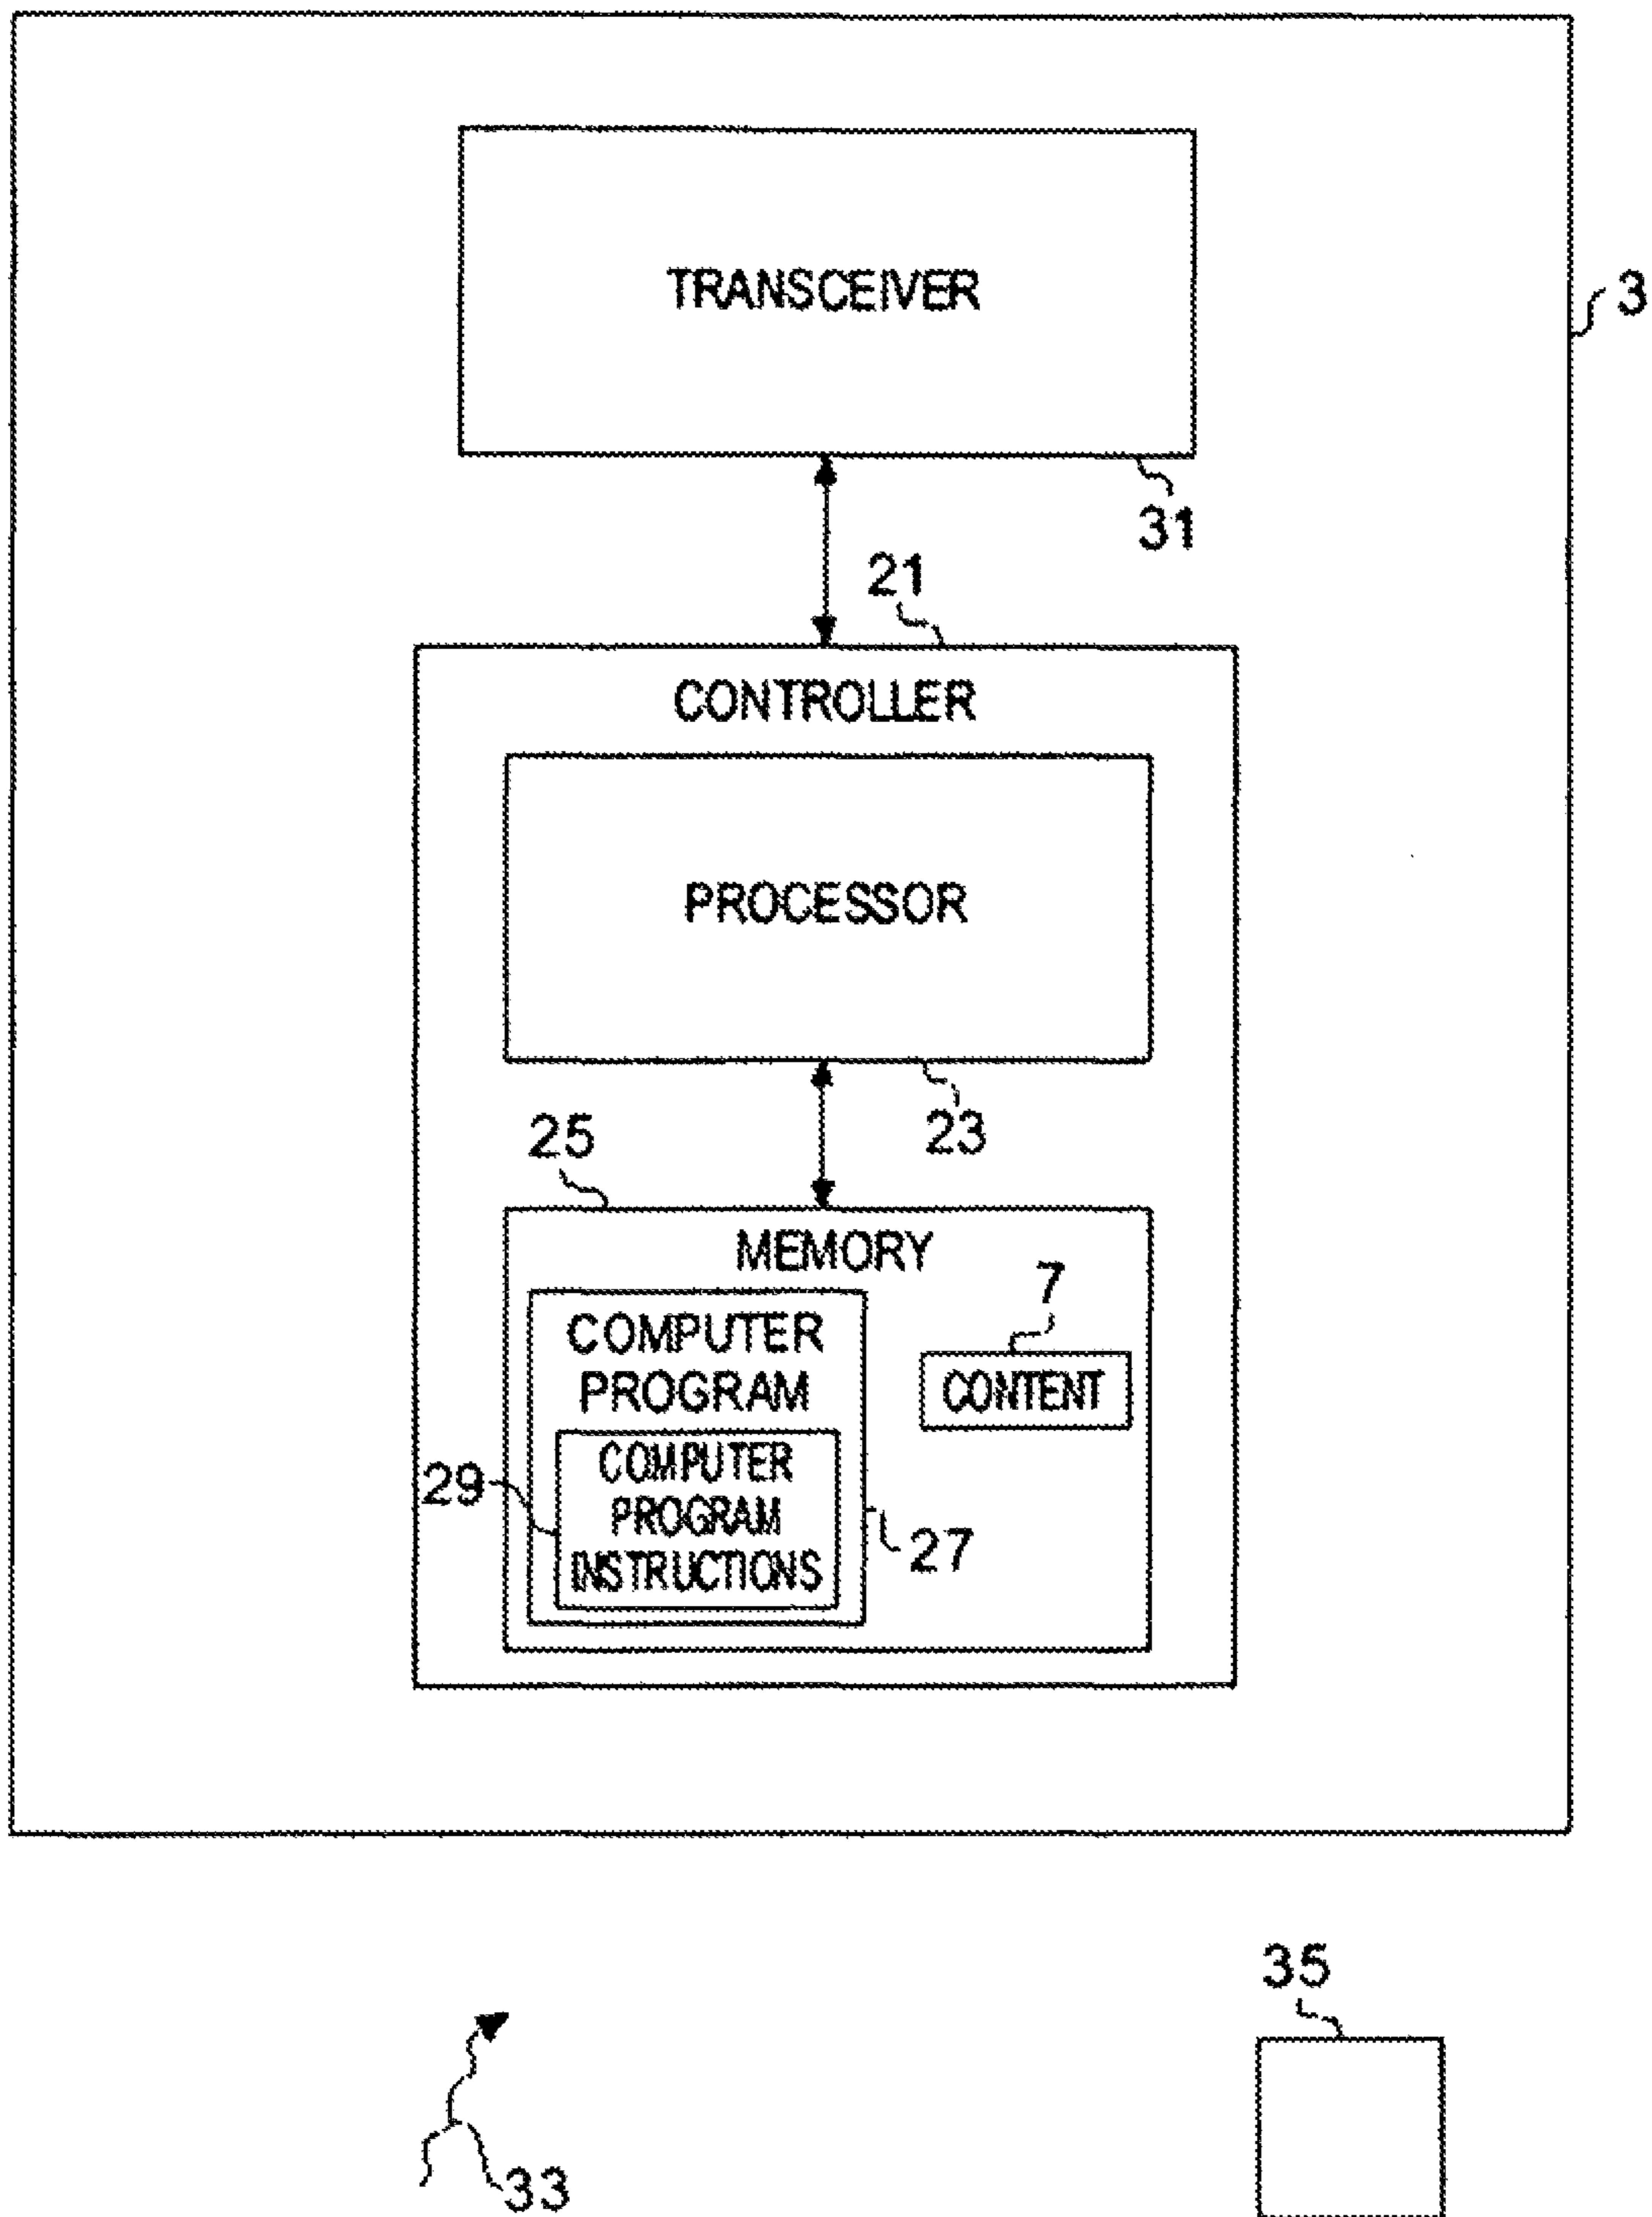 TRANSCEIVER
3
31
21
CONTROLLER
PROCESSOR
23
25
MEMORY
7
COMPUTER
PROGRAM
CONTENT
COMPUTER
PROGRAM
INSTRUCTIONS
29
27
35
33